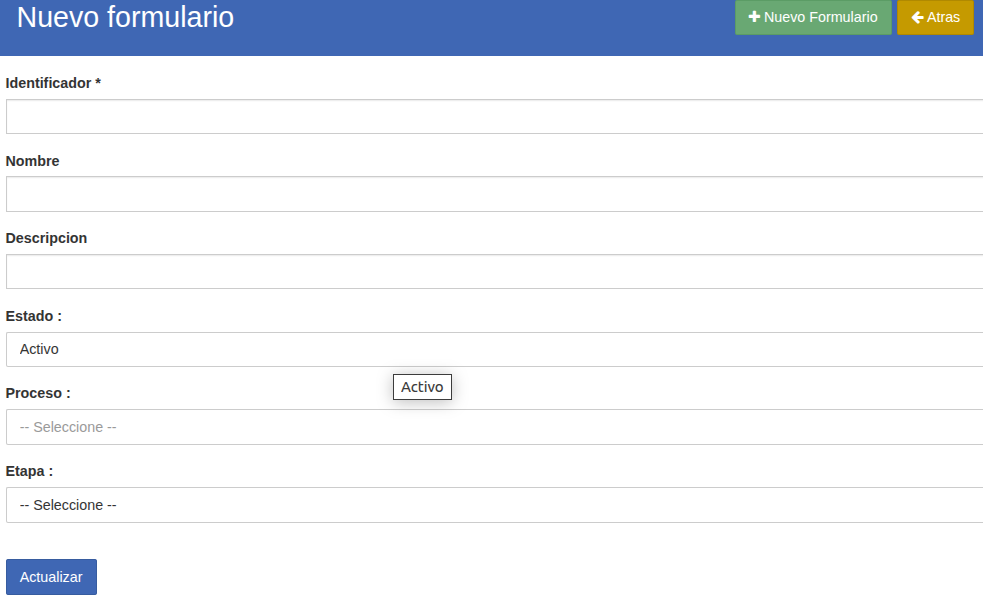 Nuevo formulario
Nuevo Formulario
Atras
Identificador *
Nombre
Descripcion
Estado :
Activo
Activo
Proceso :
-- Seleccione --
Etapa :
-- Seleccione --
Actualizar